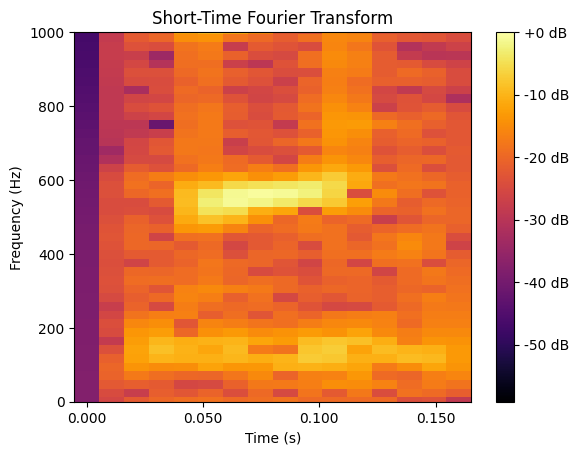 Short-Time Fourier Transform
1000
800
600
400
200
0
Frequency (Hz)
0.000
0.050
0.100
0.150
Time (s)
+0 dB
-10 dB
-20 dB
-30 dB
-40 dB
-50 dB